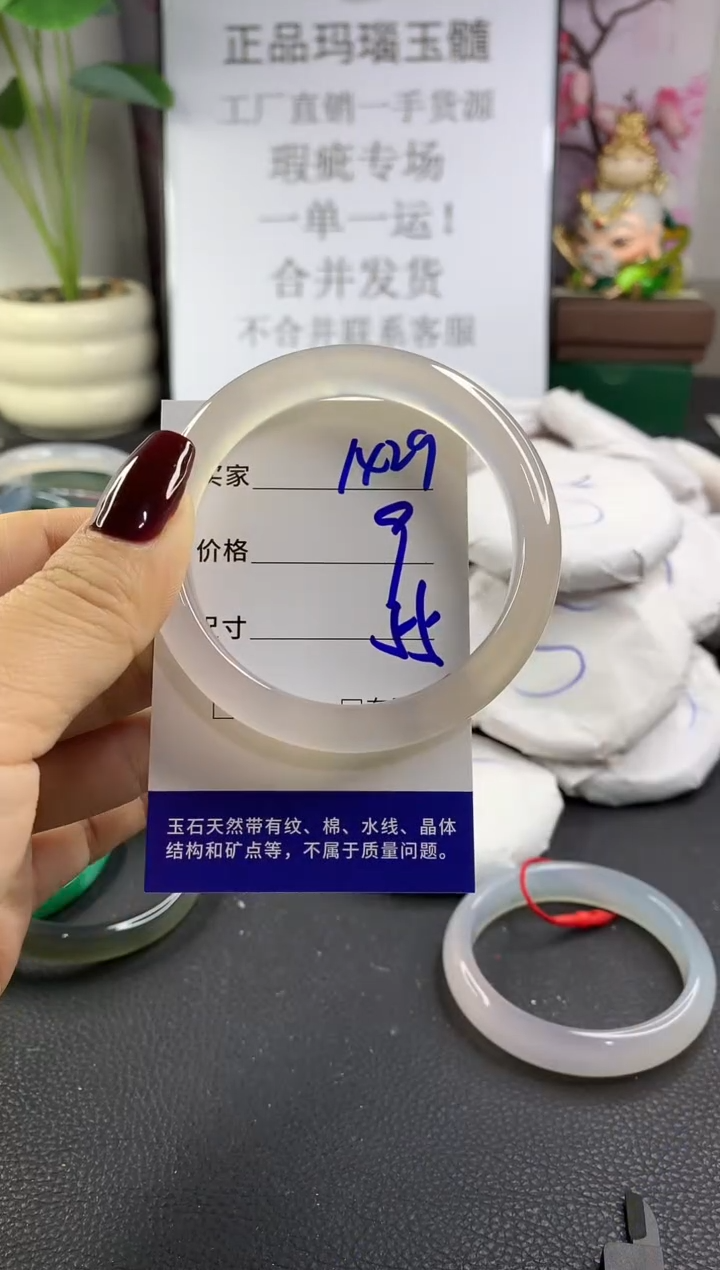 正品玛瑙玉髓
工厂直销一手货源
瑕疵专场
一单一运！
合并发货
不合并联系客服
买家 1429
价格 9
尺寸 55
玉石天然带有纹、棉、水线、晶体
结构和矿点等，不属于质量问题。